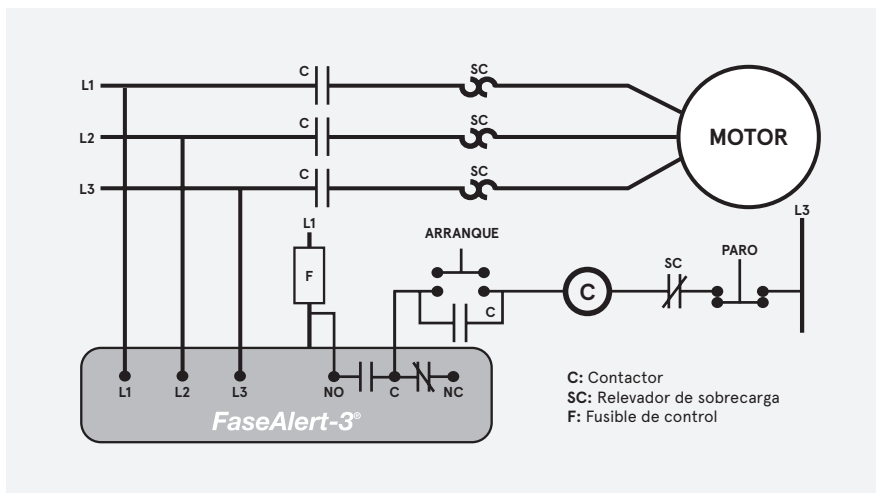 C
SC
L1
C
SC
L2
MOTOR
C
SC
L3
L1
ARRANQUE
L3
PARO
SC
F
C
C
L1
L2
L3
NO
C
NC
FaseAlert-3®
C: Contactor
SC: Relevador de sobrecarga
F: Fusible de control